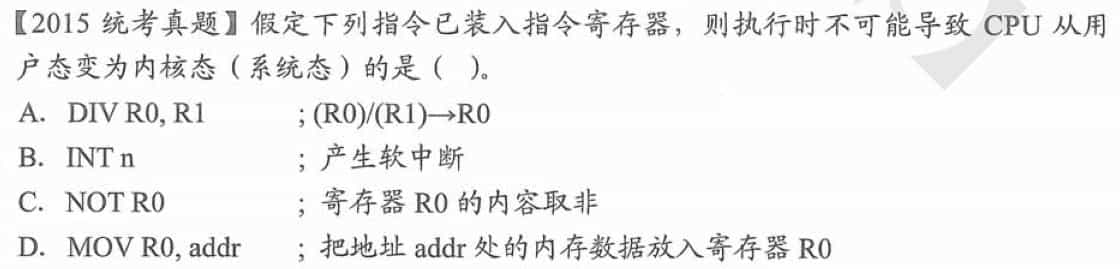 【2015 统考真题】假定下列指令已装入指令寄存器，则执行时不可能导致 CPU 从用
户态变为内核态（系统态）的是（ ）。
A. DIV R0, R1 ; (R0)/(R1)→R0
B. INT n ; 产生软中断
C. NOT R0 ; 寄存器 R0 的内容取非
D. MOV R0, addr ; 把地址 addr 处的内存数据放入寄存器 R0